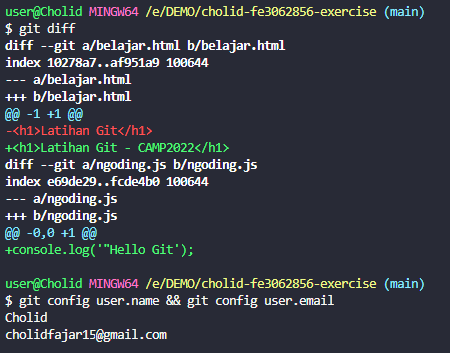 user@Cholid MINGW64 /e/DEMO/cholid-fe3062856-exercise (main)
$ git diff
diff --git a/belajar.html b/belajar.html
index 10278a7..af951a9 100644
--- a/belajar.html
+++ b/belajar.html
@@ -1 +1 @@
-<h1>Latihan Git</h1>
+<h1>Latihan Git - CAMP2022</h1>
diff --git a/ngoding.js b/ngoding.js
index e69de29..fcde4b0 100644
--- a/ngoding.js
+++ b/ngoding.js
@@ -0,0 +1 @@
+console.log('"Hello Git');
user@Cholid MINGW64 /e/DEMO/cholid-fe3062856-exercise (main)
$ git config user.name && git config user.email
Cholid
cholidfajar15@gmail.com